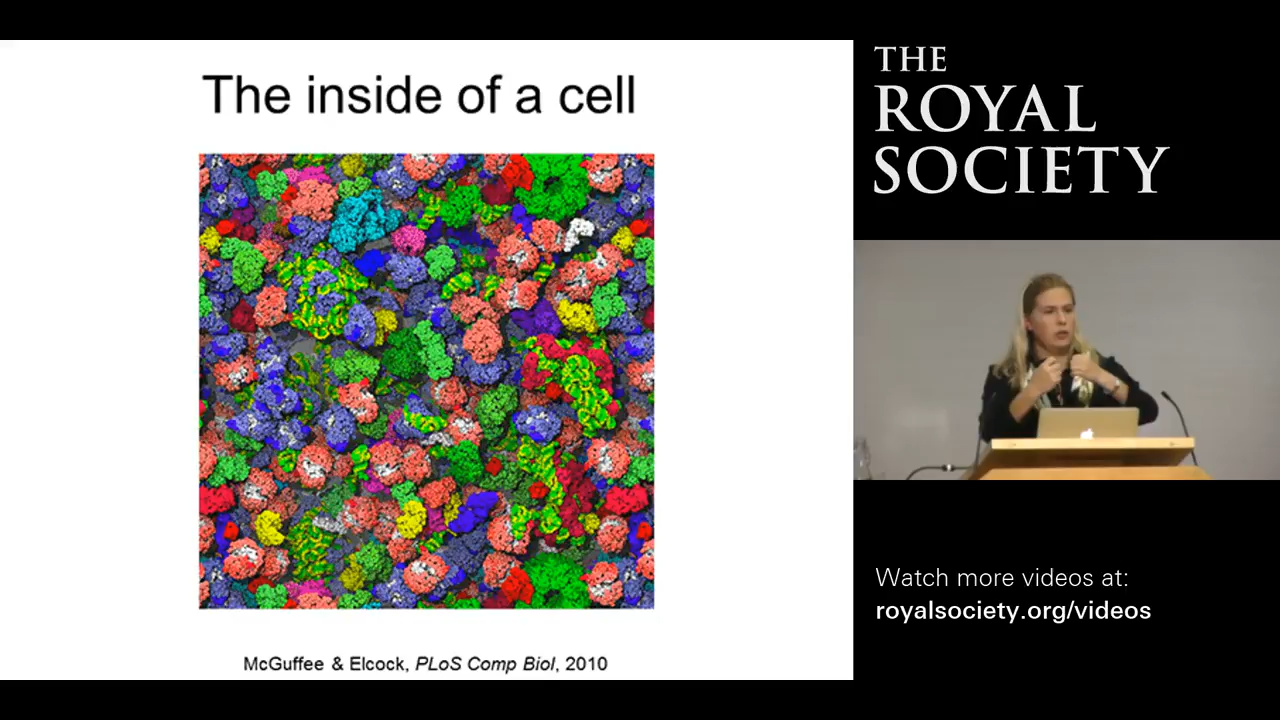 The inside of a cell
McGuffee & Elcock, PLoS Comp Biol, 2010
THE
ROYAL
SOCIETY
Watch more videos at:
royalsociety.org/videos